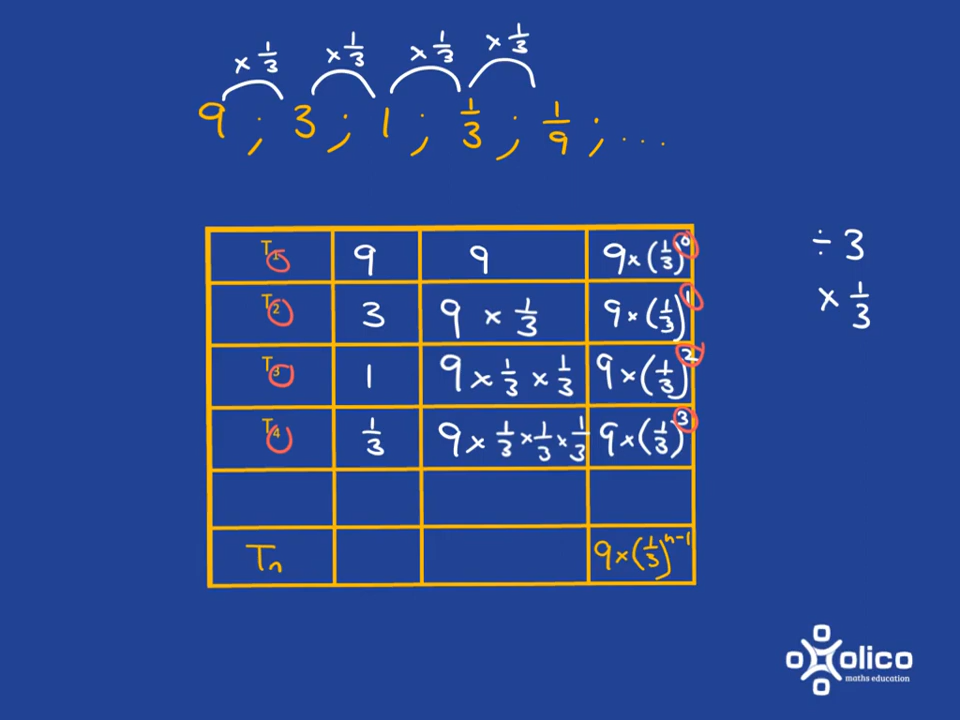 × 1/3 × 1/3 × 1/3 × 1/3
9 ; 3 ; 1 ; 1/3 ; 1/9 ; ...
T₁ 9 9 9 × (1/3)⁰
T₂ 3 9 × 1/3 9 × (1/3)¹
T₃ 1 9 × 1/3 × 1/3 9 × (1/3)²
T₄ 1/3 9 × 1/3 × 1/3 × 1/3 9 × (1/3)³
Tₙ 9 × (1/3)ⁿ⁻¹
÷ 3
× 1/3
olico
maths education